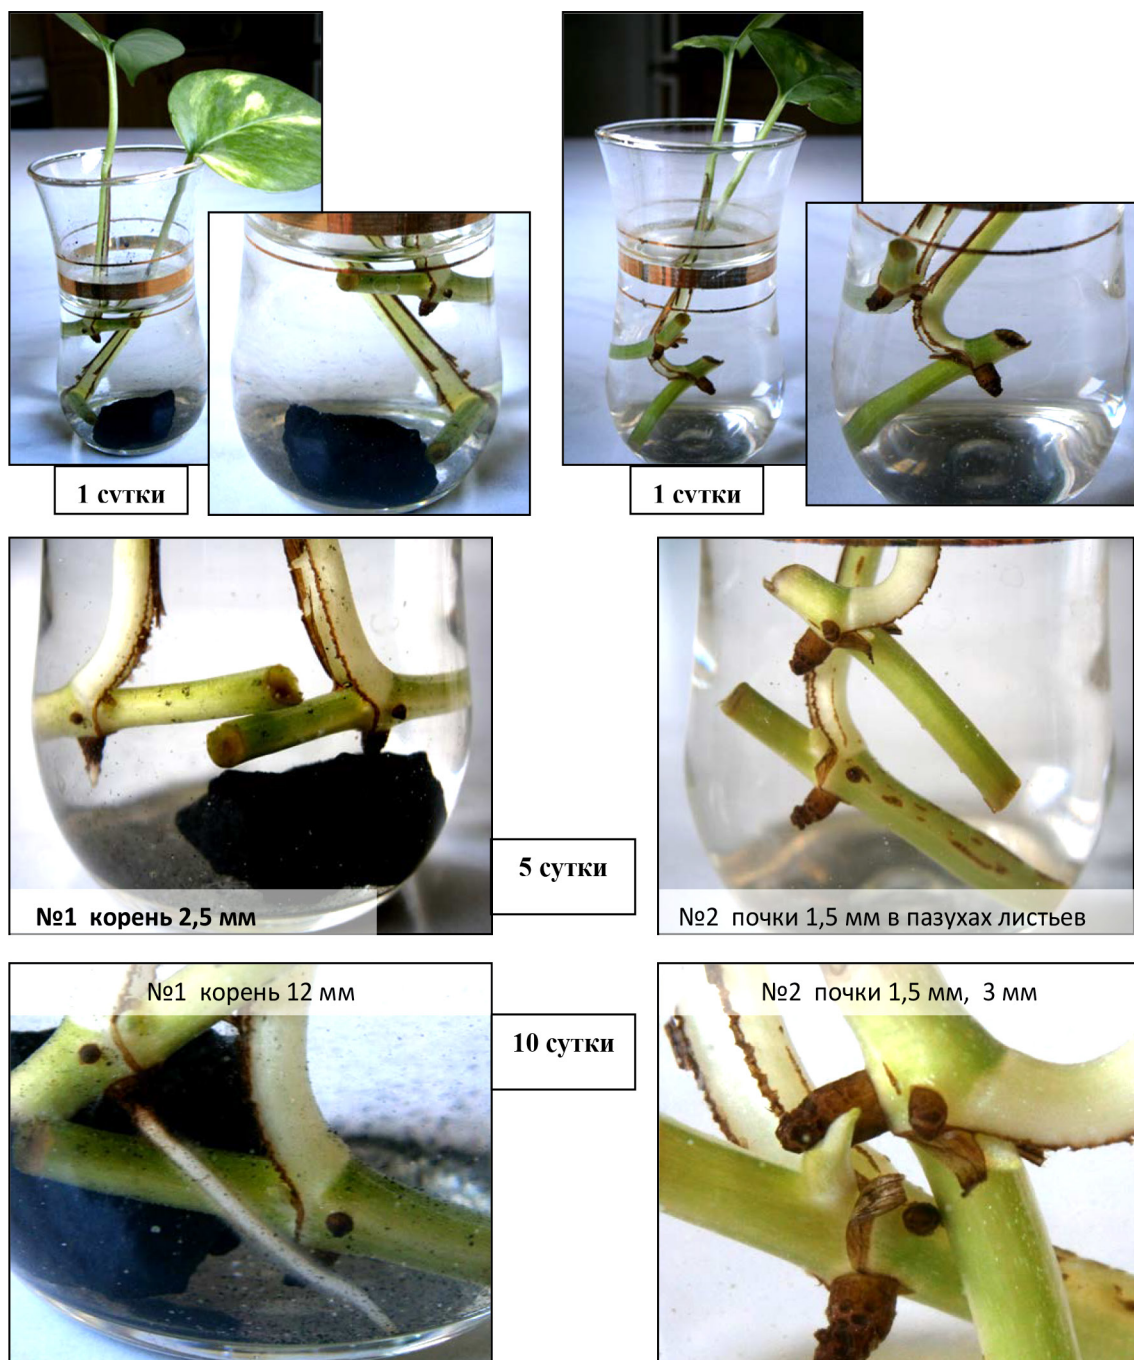 1 сутки
1 сутки
5 сутки
№1 корень 2,5 мм
№2 почки 1,5 мм в пазухах листьев
№1 корень 12 мм
№2 почки 1,5 мм, 3 мм
10 сутки